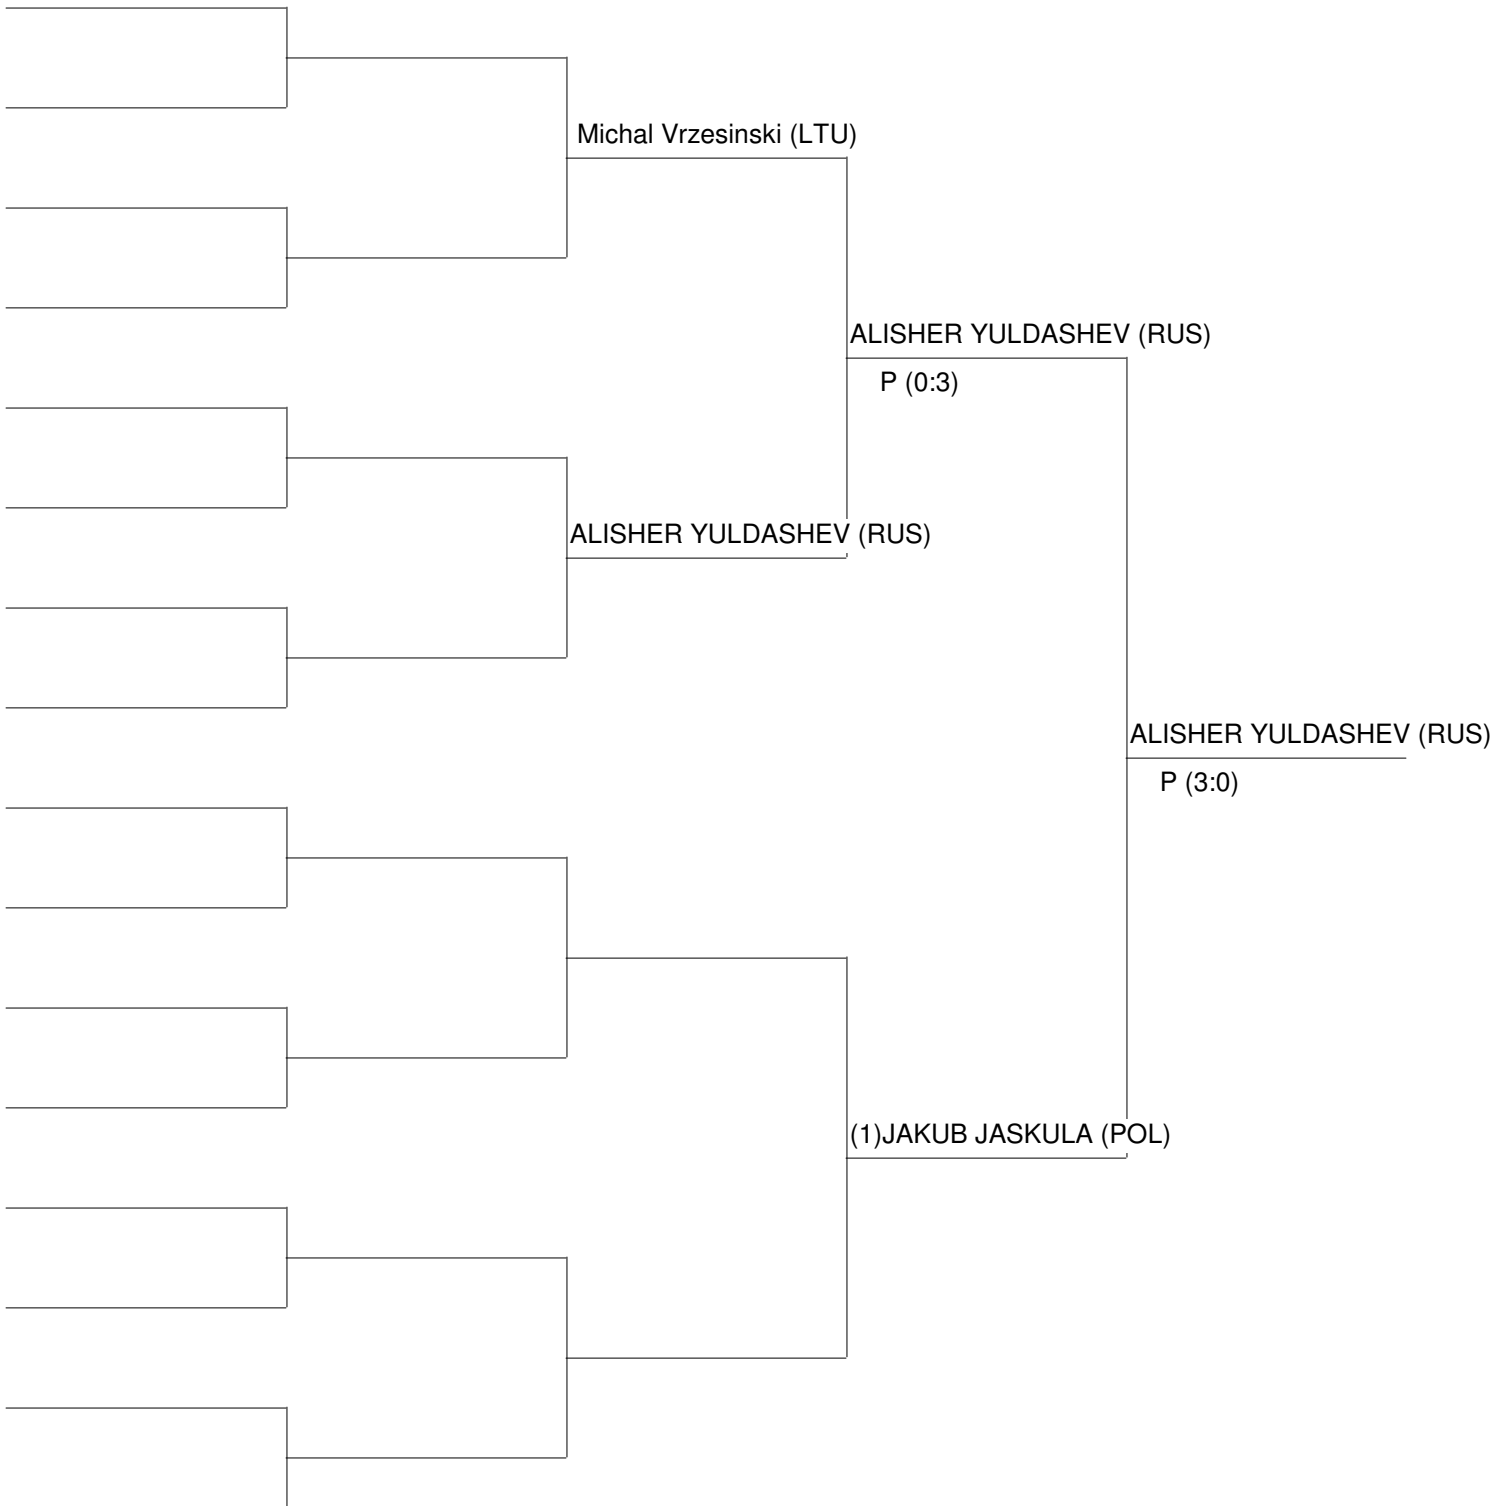 Michal Vrzesinski (LTU)
ALISHER YULDASHEV (RUS)
P (0:3)
ALISHER YULDASHEV (RUS)
ALISHER YULDASHEV (RUS)
P (3:0)
(1)JAKUB JASKULA (POL)